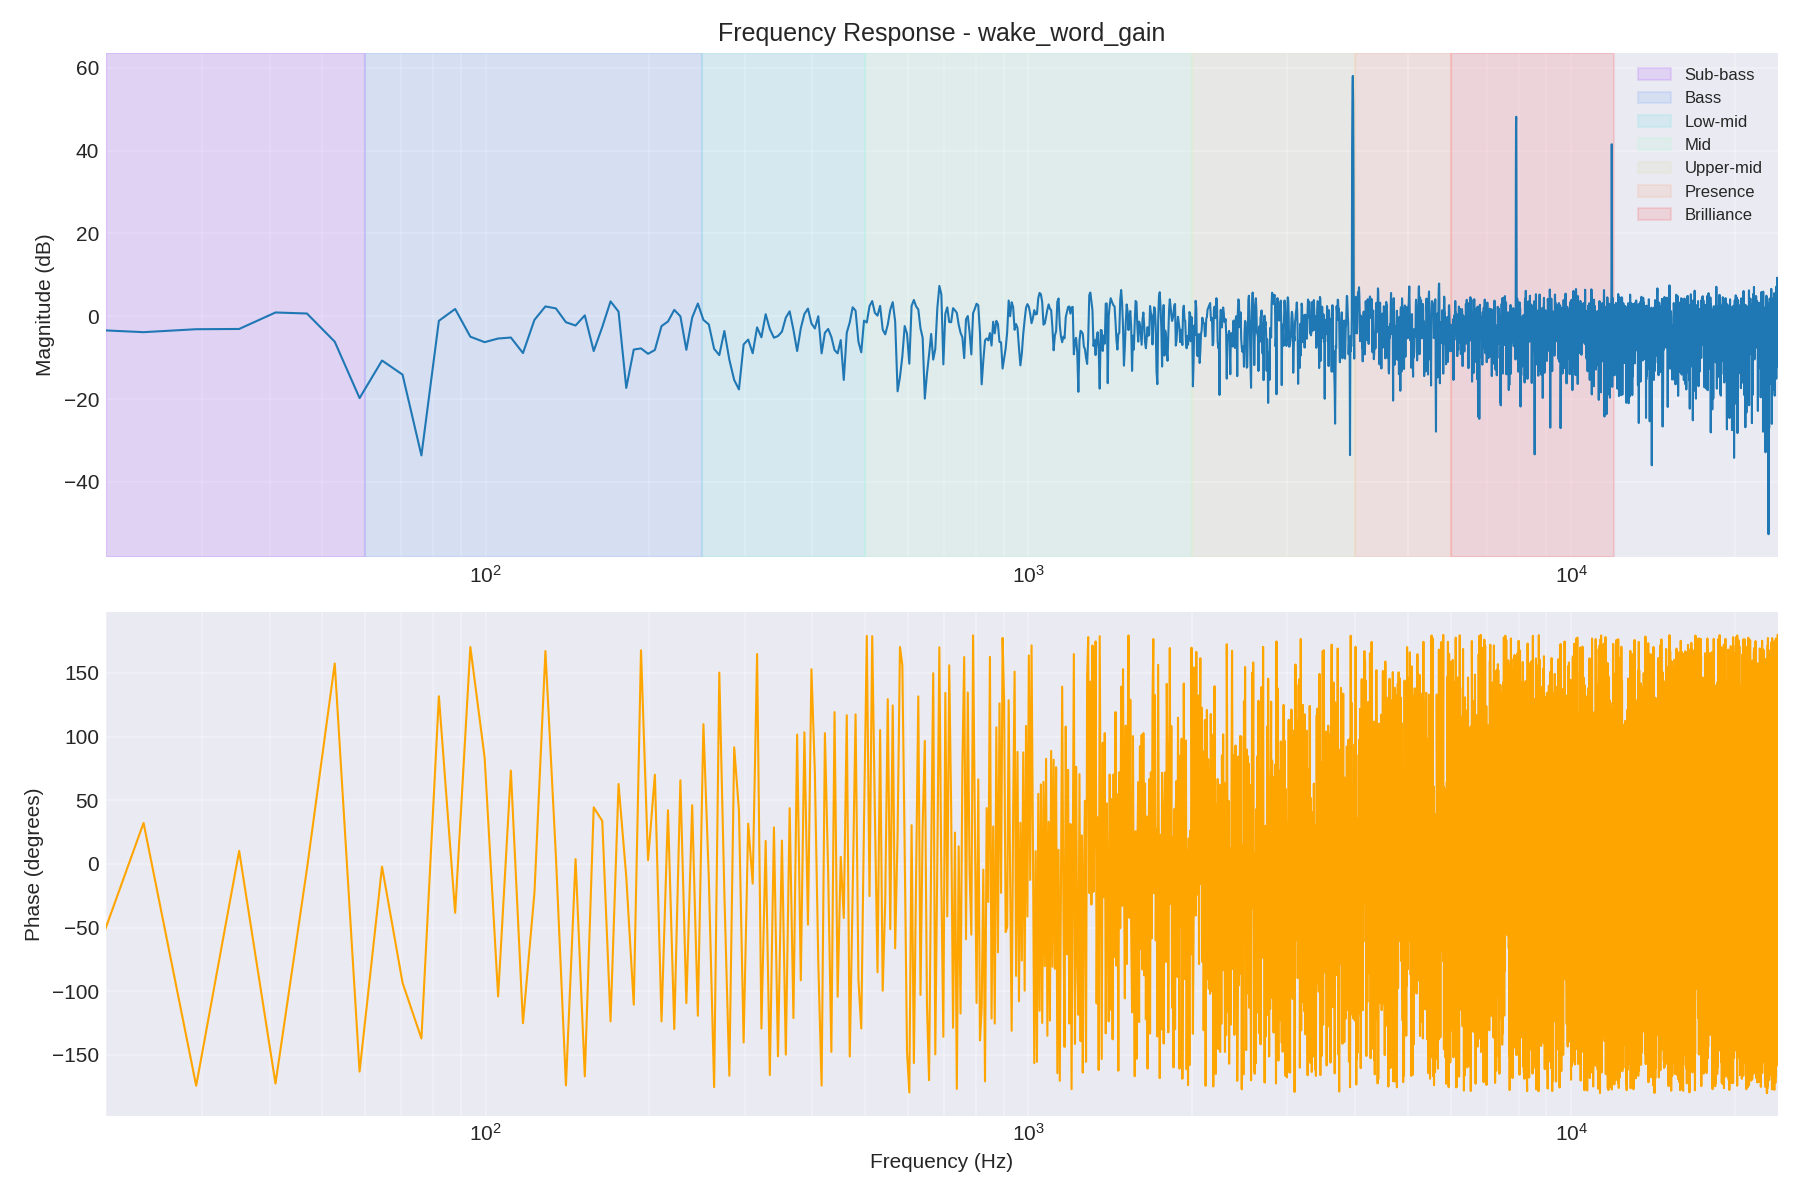 Frequency Response - wake_word_gain
Magnitude (dB)
60
40
20
0
−20
−40
Sub-bass
Bass
Low-mid
Mid
Upper-mid
Presence
Brilliance
10²
10³
10⁴
Phase (degrees)
150
100
50
0
−50
−100
−150
10²
10³
10⁴
Frequency (Hz)